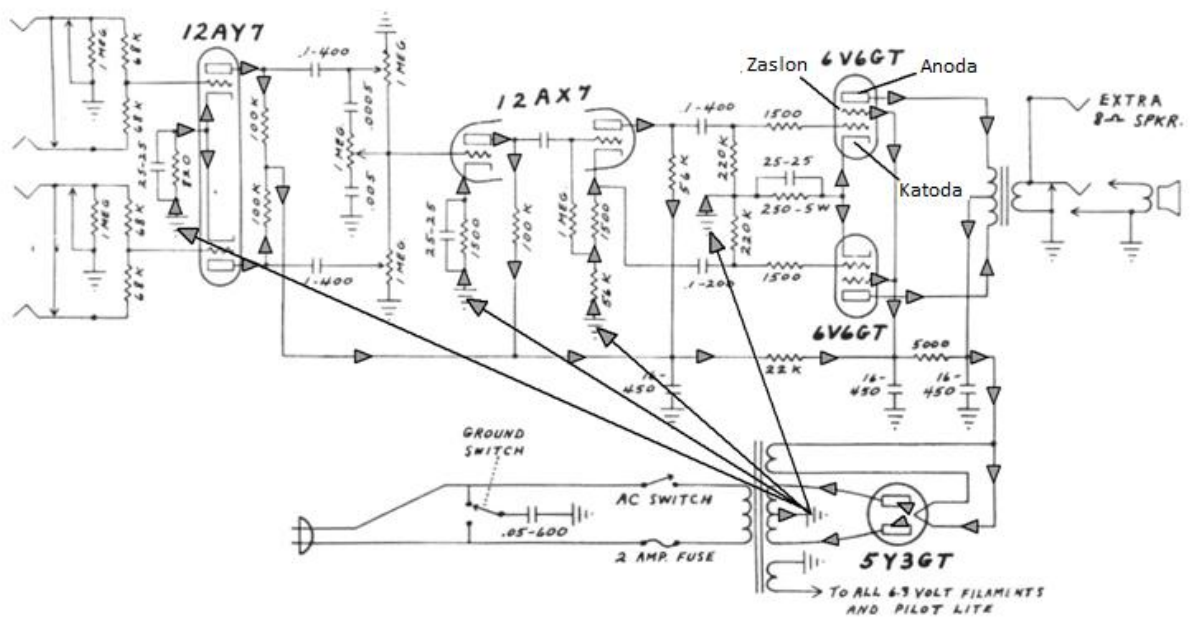 12AY7
1 MEG
68K
68K
25-25
820
100K
100K
1 MEG
68K
68K
.1-400
.1-400
.0005
1 MEG
.005
1 MEG
1 MEG
12AX7
25-25
1500
100K
1 MEG
1500
56K
56K
.1-400
.1-200
220K
220K
1500
1500
25-25
250-5W
Zaslon
6V6GT
Anoda
Katoda
6V6GT
EXTRA
8-Ω SPKR.
22K
5000
16-
450
16-
450
16-
450
GROUND
SWITCH
AC SWITCH
.05-600
2 AMP. FUSE
5Y3GT
TO ALL 6.3 VOLT FILAMENTS
AND PILOT LITE